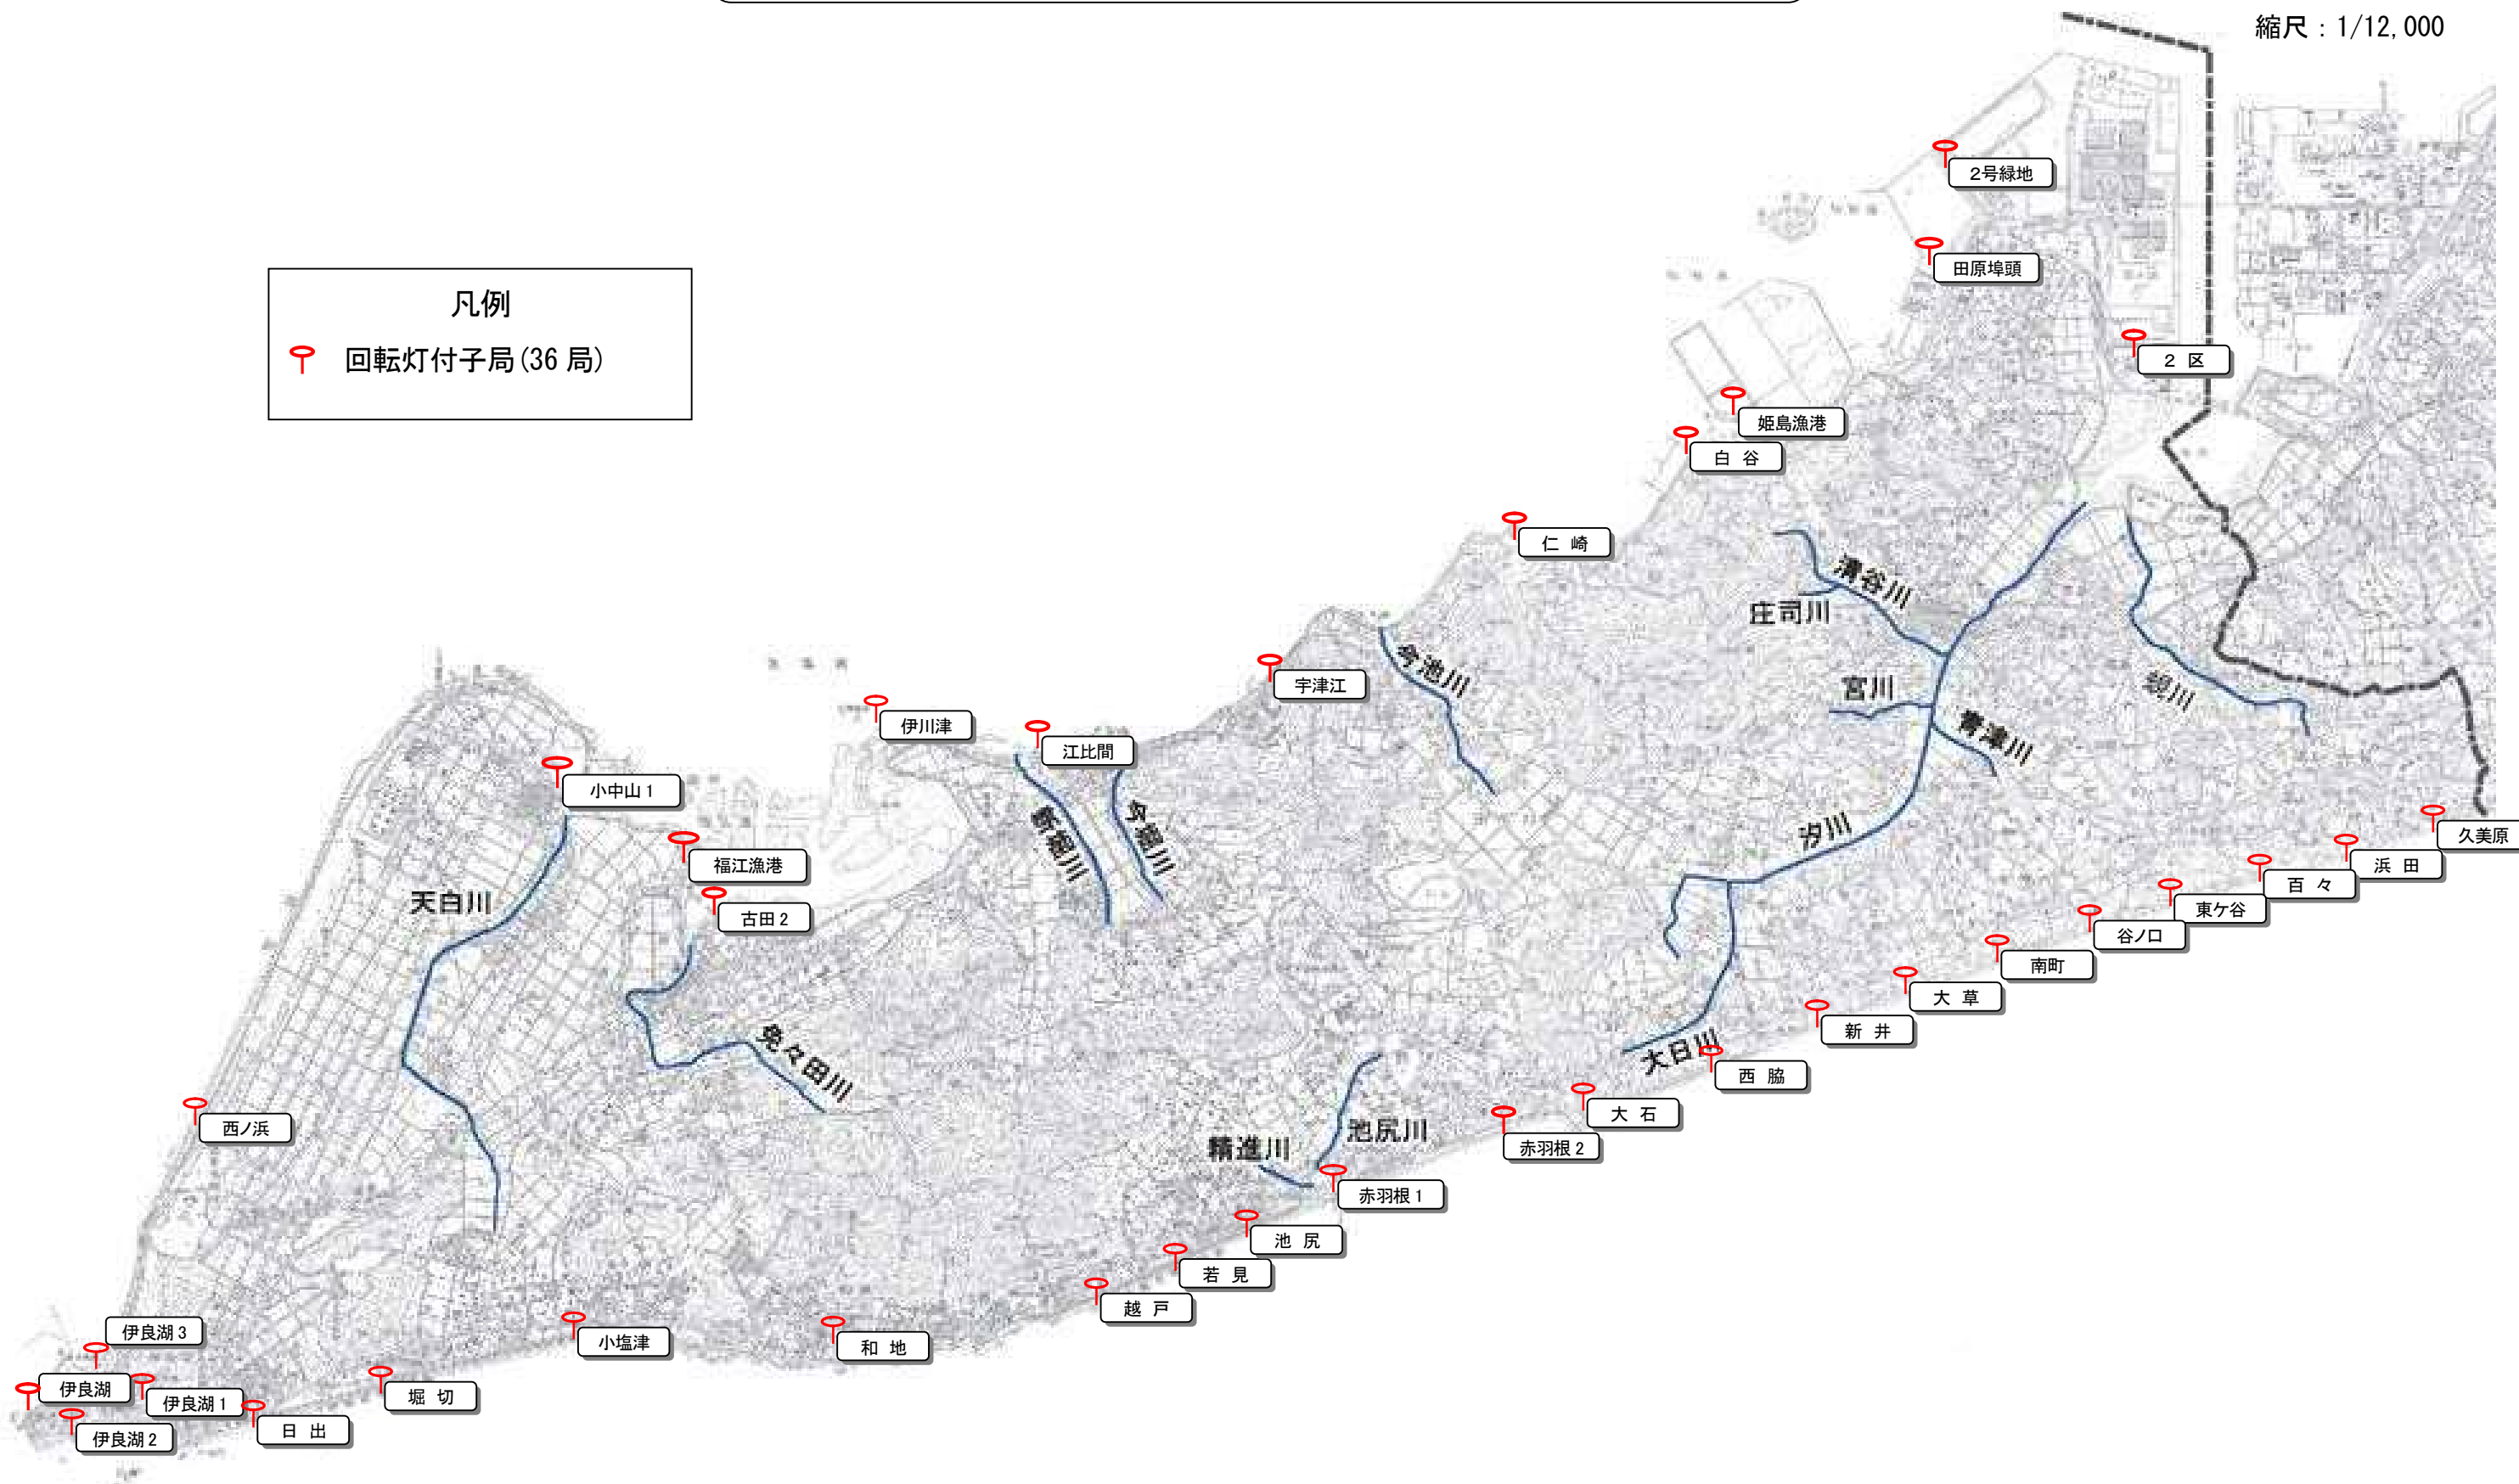 縮尺：1/12,000
凡例
回転灯付子局(36局)
2号緑地
田原埠頭
2 区
姫島漁港
白 谷
仁 崎
清谷川
庄司川
今池川
宇津江
宮川
青津川
伊川津
江比間
小中山1
新堀川
今堀川
汐川
久美原
浜 田
福江漁港
百 々
天白川
古田2
東ケ谷
谷ノ口
南町
大 草
新 井
免々田川
大日川
西 脇
大 石
西ノ浜
池尻川
精進川
赤羽根2
赤羽根1
池 尻
若 見
越 戸
伊良湖3
小塩津
和 地
伊良湖
堀 切
伊良湖1
日 出
伊良湖2